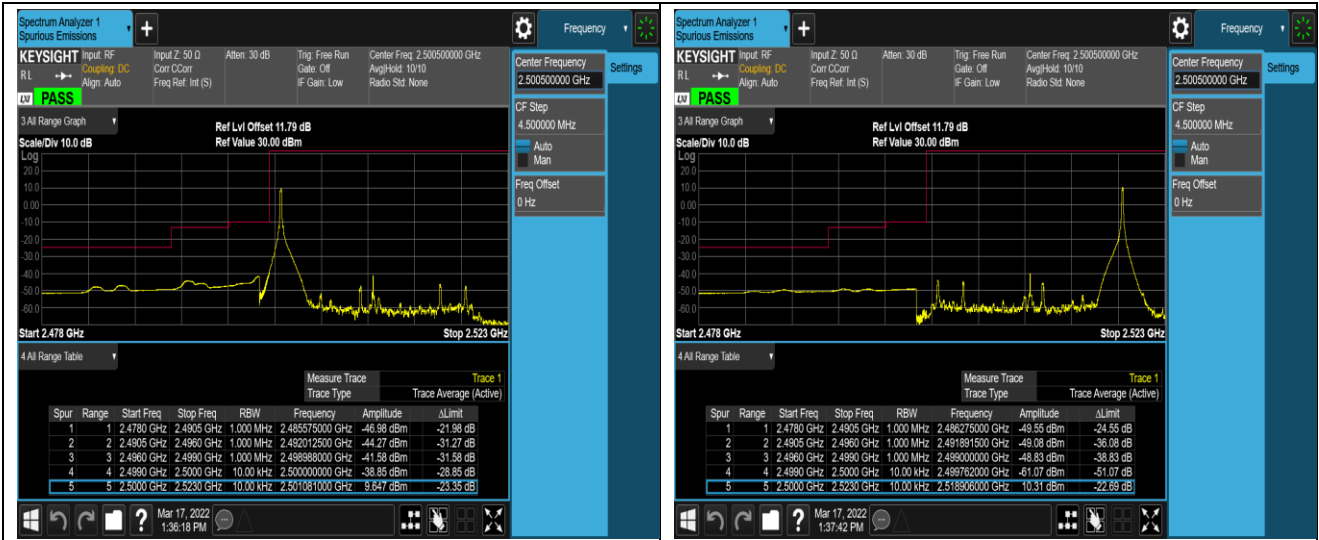 Spectrum Analyzer 1
Spurious Emissions
+
Frequency
KEYSIGHT Input: RF Input Z: 50 Ω Atten: 30 dB Trig: Free Run Center Freq: 2.500500000 GHz
RL Coupling: DC Corr CCorr Gate: Off Avg|Hold: 10/10
Align: Auto Freq Ref: Int (S) IF Gain: Low Radio Std: None
LXI PASS
Center Frequency
2.500500000 GHz
Settings
CF Step
4.500000 MHz
Auto
Man
Freq Offset
0 Hz
3 All Range Graph
Ref Lvl Offset 11.79 dB
Scale/Div 10.0 dB Ref Value 30.00 dBm
Log
20.0
10.0
0.00
-10.0
-20.0
-30.0
-40.0
-50.0
-60.0
Start 2.478 GHz Stop 2.523 GHz
4 All Range Table
Measure Trace Trace 1
Trace Type Trace Average (Active)
Spur Range Start Freq Stop Freq RBW Frequency Amplitude ΔLimit
1 1 2.4780 GHz 2.4905 GHz 1.000 MHz 2.485575000 GHz -46.98 dBm -21.98 dB
2 2 2.4905 GHz 2.4960 GHz 1.000 MHz 2.492012500 GHz -44.27 dBm -31.27 dB
3 3 2.4960 GHz 2.4990 GHz 1.000 MHz 2.498988000 GHz -41.58 dBm -31.58 dB
4 4 2.4990 GHz 2.5000 GHz 10.00 kHz 2.500000000 GHz -38.85 dBm -28.85 dB
5 5 2.5000 GHz 2.5230 GHz 10.00 kHz 2.501081000 GHz 9.647 dBm -23.35 dB
?
Mar 17, 2022
1:36:18 PM
Spectrum Analyzer 1
Spurious Emissions
+
Frequency
KEYSIGHT Input: RF Input Z: 50 Ω Atten: 30 dB Trig: Free Run Center Freq: 2.500500000 GHz
RL Coupling: DC Corr CCorr Gate: Off Avg|Hold: 10/10
Align: Auto Freq Ref: Int (S) IF Gain: Low Radio Std: None
LXI PASS
Center Frequency
2.500500000 GHz
Settings
CF Step
4.500000 MHz
Auto
Man
Freq Offset
0 Hz
3 All Range Graph
Ref Lvl Offset 11.79 dB
Scale/Div 10.0 dB Ref Value 30.00 dBm
Log
20.0
10.0
0.00
-10.0
-20.0
-30.0
-40.0
-50.0
-60.0
Start 2.478 GHz Stop 2.523 GHz
4 All Range Table
Measure Trace Trace 1
Trace Type Trace Average (Active)
Spur Range Start Freq Stop Freq RBW Frequency Amplitude ΔLimit
1 1 2.4780 GHz 2.4905 GHz 1.000 MHz 2.486275000 GHz -49.55 dBm -24.55 dB
2 2 2.4905 GHz 2.4960 GHz 1.000 MHz 2.491891500 GHz -49.08 dBm -36.08 dB
3 3 2.4960 GHz 2.4990 GHz 1.000 MHz 2.499000000 GHz -48.83 dBm -38.83 dB
4 4 2.4990 GHz 2.5000 GHz 10.00 kHz 2.499762000 GHz -61.07 dBm -51.07 dB
5 5 2.5000 GHz 2.5230 GHz 10.00 kHz 2.518906000 GHz 10.31 dBm -22.69 dB
?
Mar 17, 2022
1:37:42 PM